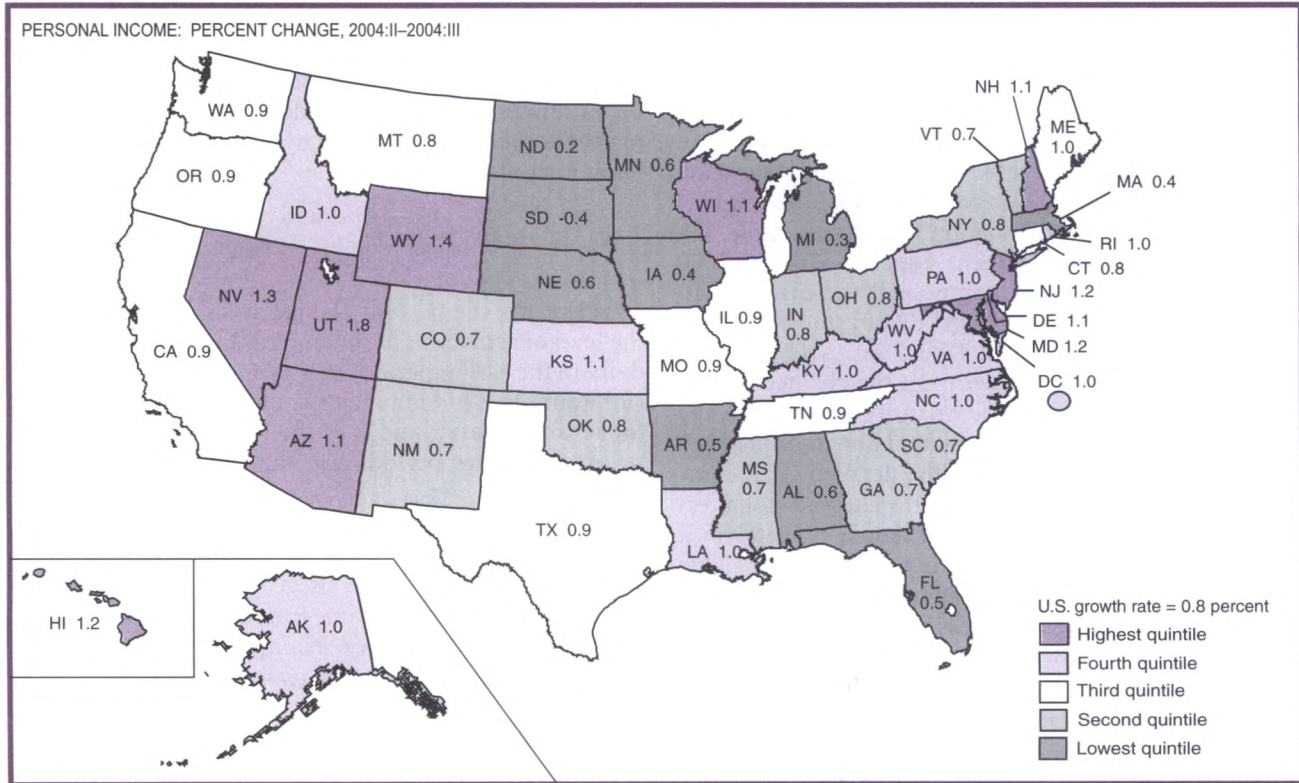 PERSONAL INCOME: PERCENT CHANGE, 2004:II–2004:III
WA 0.9
MT 0.8
ND 0.2
MN 0.6
NH 1.1
VT 0.7
ME
1.0
OR 0.9
ID 1.0
WY 1.4
SD -0.4
WI 1.1
MI 0.3
NY 0.8
MA 0.4
RI 1.0
CT 0.8
NJ 1.2
DE 1.1
MD 1.2
DC 1.0
NV 1.3
UT 1.8
CO 0.7
NE 0.6
IA 0.4
IL 0.9
IN
0.8
OH 0.8
PA 1.0
WV
1.0
VA 1.0
CA 0.9
KS 1.1
MO 0.9
KY 1.0
NC 1.0
TN 0.9
SC 0.7
AZ 1.1
NM 0.7
OK 0.8
AR 0.5
MS
0.7
AL 0.6
GA 0.7
TX 0.9
LA 1.0
FL
0.5
HI 1.2
AK 1.0
U.S. growth rate = 0.8 percent
Highest quintile
Fourth quintile
Third quintile
Second quintile
Lowest quintile